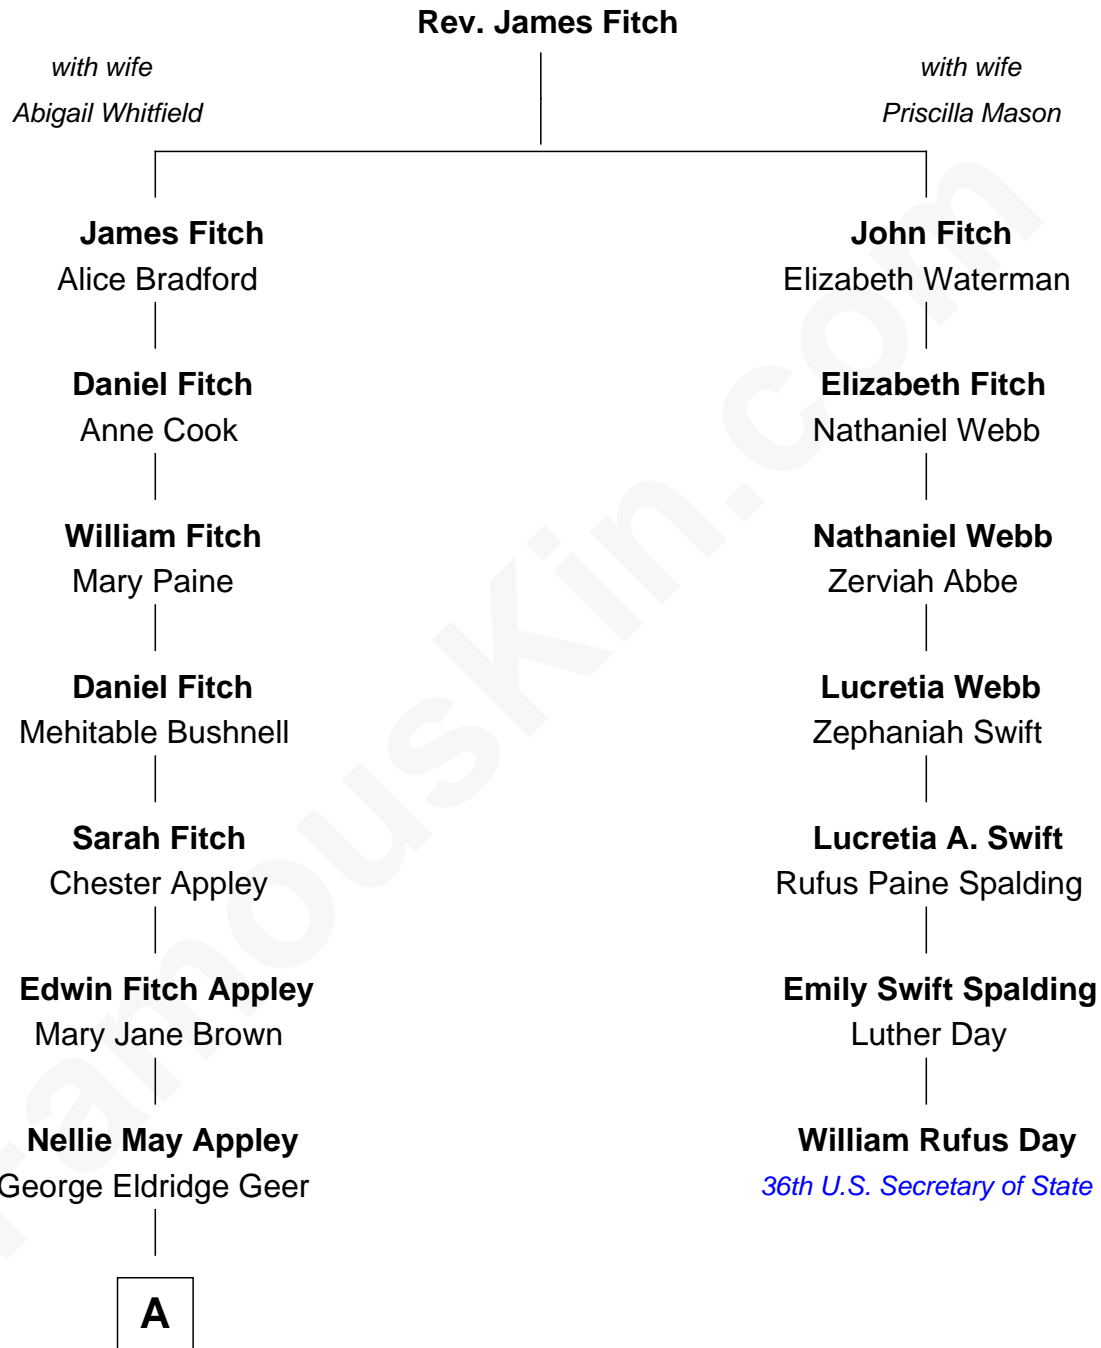 Rev. James Fitch
with wife
Abigail Whitfield
with wife
Priscilla Mason
James Fitch
Alice Bradford
John Fitch
Elizabeth Waterman
Daniel Fitch
Anne Cook
Elizabeth Fitch
Nathaniel Webb
William Fitch
Mary Paine
Nathaniel Webb
Zerviah Abbe
Daniel Fitch
Mehitable Bushnell
Lucretia Webb
Zephaniah Swift
Sarah Fitch
Chester Appley
Lucretia A. Swift
Rufus Paine Spalding
Edwin Fitch Appley
Mary Jane Brown
Emily Swift Spalding
Luther Day
Nellie May Appley
George Eldridge Geer
William Rufus Day
36th U.S. Secretary of State
A
FamousKin.com